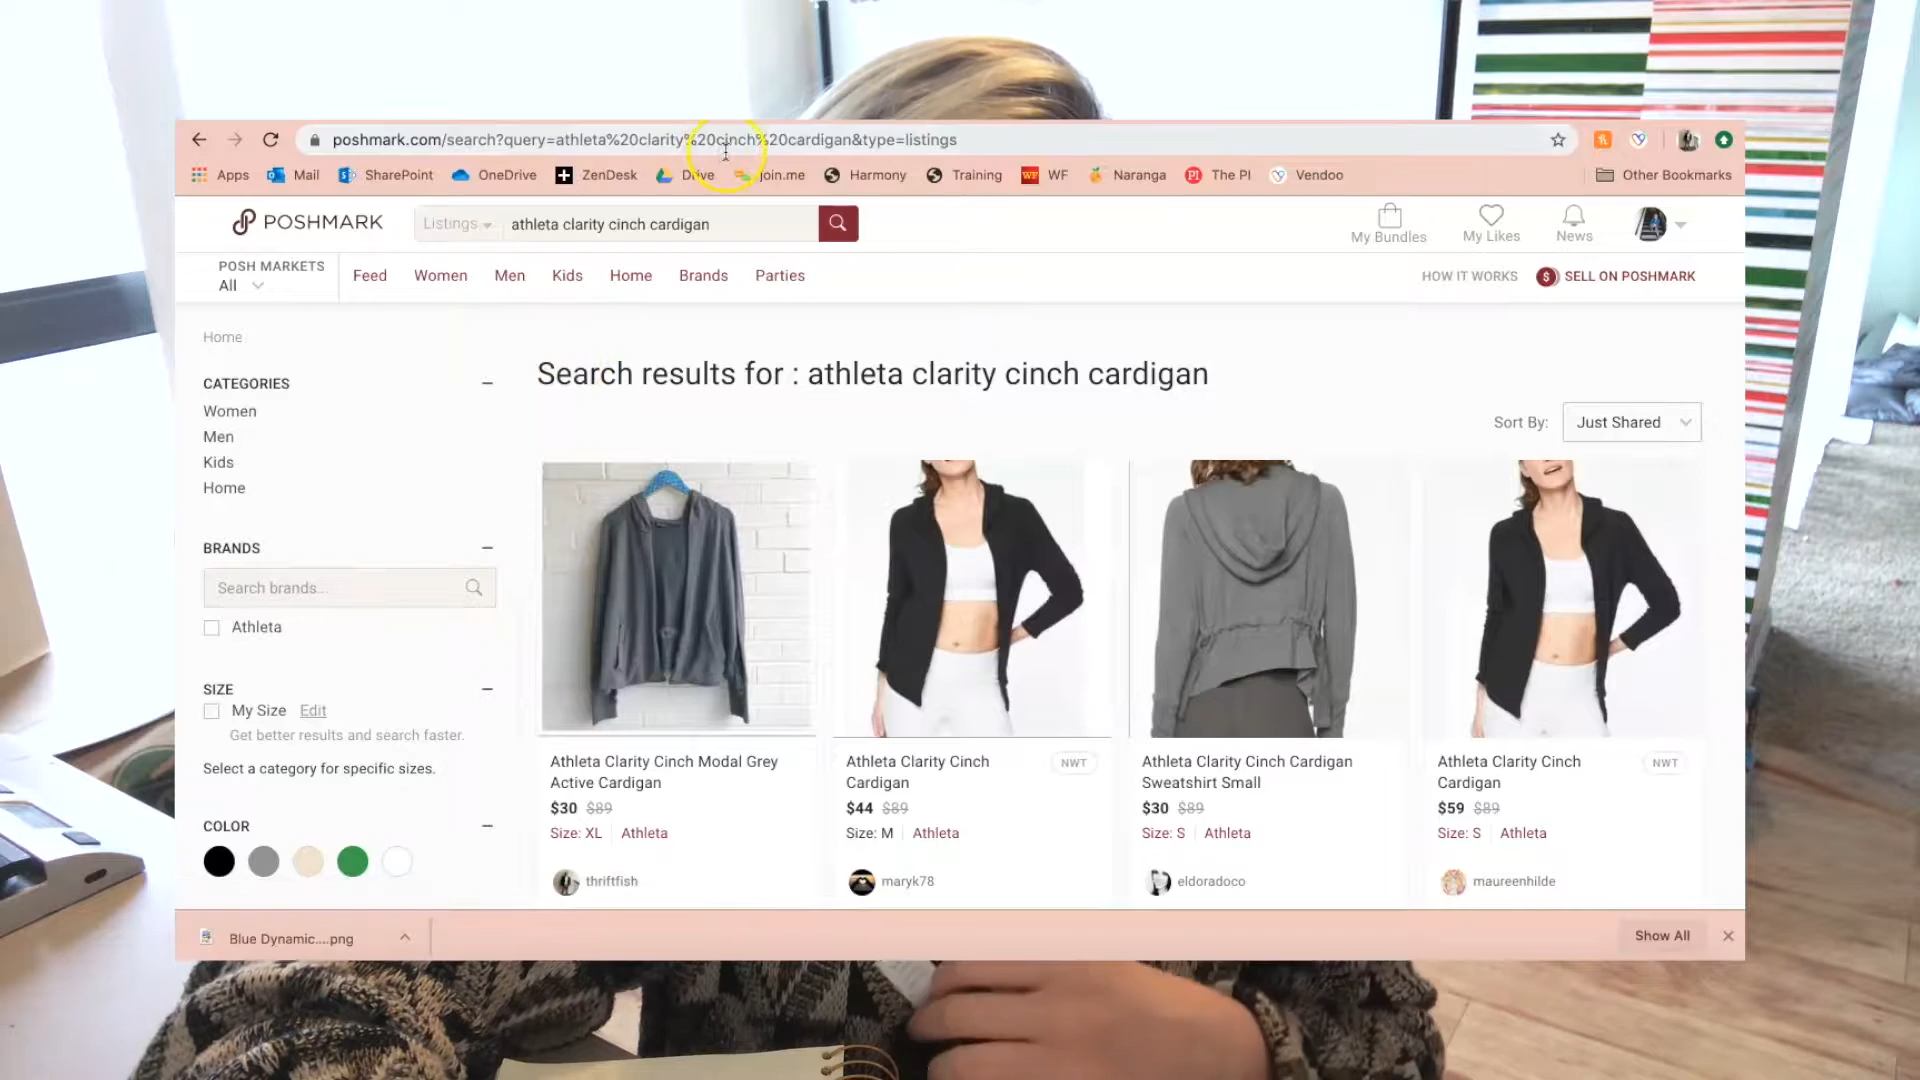 poshmark.com/search?query=athleta%20clarity%20cinch%20cardigan&type=listings
Apps Mail SharePoint OneDrive ZenDesk Drive join.me Harmony Training WF WF Naranga PI The PI Vendoo Other Bookmarks
POSHMARK Listings athleta clarity cinch cardigan My Bundles My Likes News
POSH MARKETS
All Feed Women Men Kids Home Brands Parties HOW IT WORKS $ SELL ON POSHMARK
Home
Search results for : athleta clarity cinch cardigan
CATEGORIES
Women
Men
Kids
Home
Sort By: Just Shared
BRANDS
Search brands...
Athleta
SIZE
My Size Edit
Get better results and search faster.
Select a category for specific sizes.
COLOR
Athleta Clarity Cinch Modal Grey
Active Cardigan
$30 $89
Size: XL Athleta
thriftfish
Athleta Clarity Cinch
Cardigan
NWT
$44 $89
Size: M Athleta
maryk78
Athleta Clarity Cinch Cardigan
Sweatshirt Small
$30 $89
Size: S Athleta
eldoradoco
Athleta Clarity Cinch
Cardigan
NWT
$59 $89
Size: S Athleta
maureenhilde
Blue Dynamic....png Show All